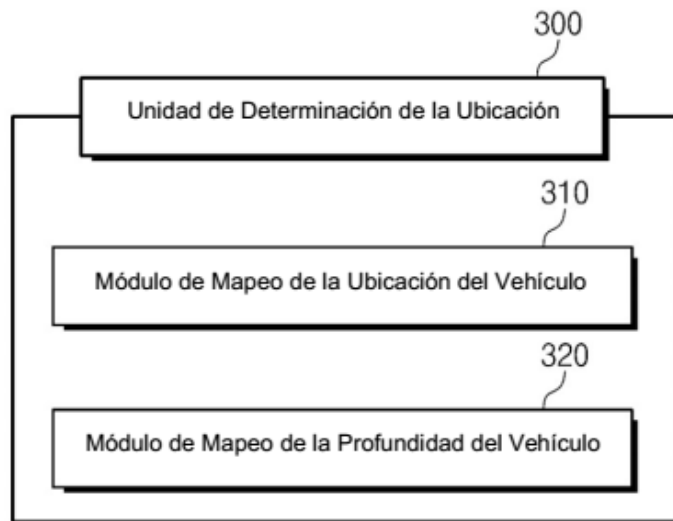 300
Unidad de Determinación de la Ubicación
310
Módulo de Mapeo de la Ubicación del Vehículo
320
Módulo de Mapeo de la Profundidad del Vehículo